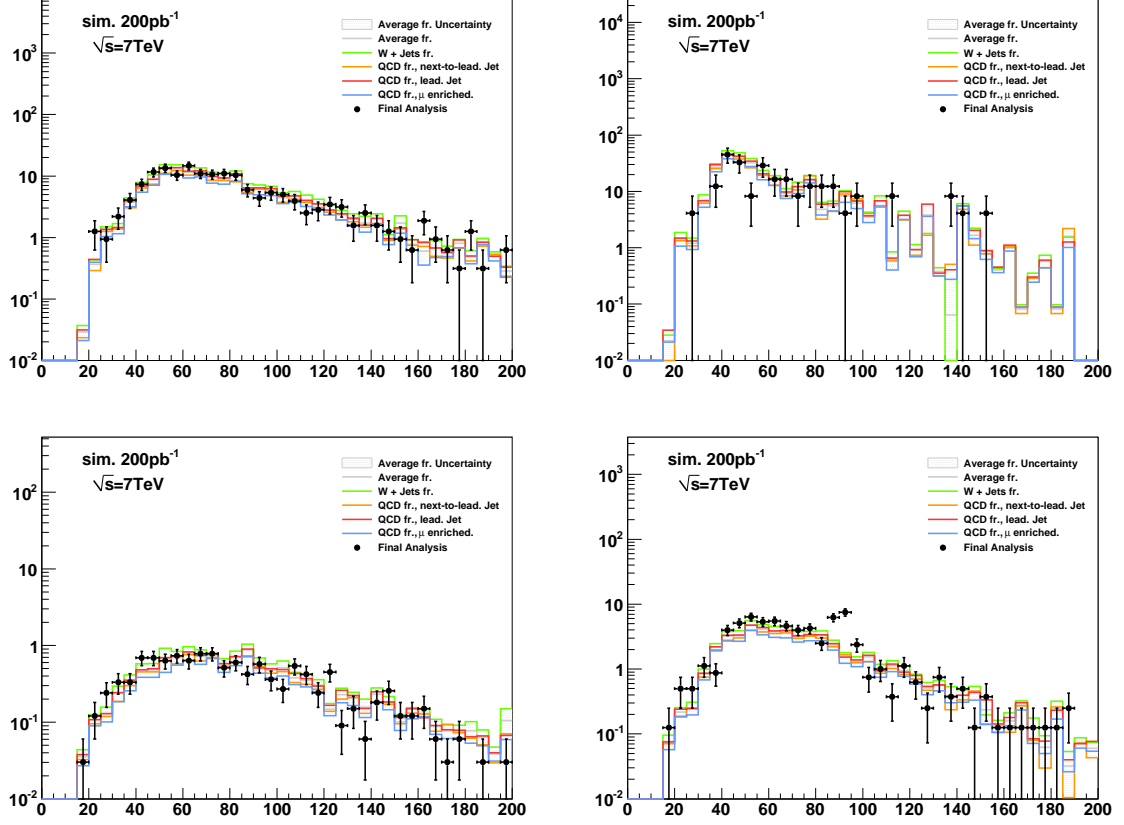 sim. 200pb⁻¹
√s=7TeV
Average fr. Uncertainty
Average fr.
W + Jets fr.
QCD fr., next-to-lead. Jet
QCD fr., lead. Jet
QCD fr., μ enriched.
Final Analysis
10³
10²
10
1
10⁻¹
10⁻²
0 20 40 60 80 100 120 140 160 180 200
sim. 200pb⁻¹
√s=7TeV
Average fr. Uncertainty
Average fr.
W + Jets fr.
QCD fr., next-to-lead. Jet
QCD fr., lead. Jet
QCD fr., μ enriched.
Final Analysis
10⁴
10³
10²
10
1
10⁻¹
10⁻²
0 20 40 60 80 100 120 140 160 180 200
sim. 200pb⁻¹
√s=7TeV
Average fr. Uncertainty
Average fr.
W + Jets fr.
QCD fr., next-to-lead. Jet
QCD fr., lead. Jet
QCD fr., μ enriched.
Final Analysis
10²
10
1
10⁻¹
10⁻²
0 20 40 60 80 100 120 140 160 180 200
sim. 200pb⁻¹
√s=7TeV
Average fr. Uncertainty
Average fr.
W + Jets fr.
QCD fr., next-to-lead. Jet
QCD fr., lead. Jet
QCD fr., μ enriched.
Final Analysis
10³
10²
10
1
10⁻¹
10⁻²
0 20 40 60 80 100 120 140 160 180 200